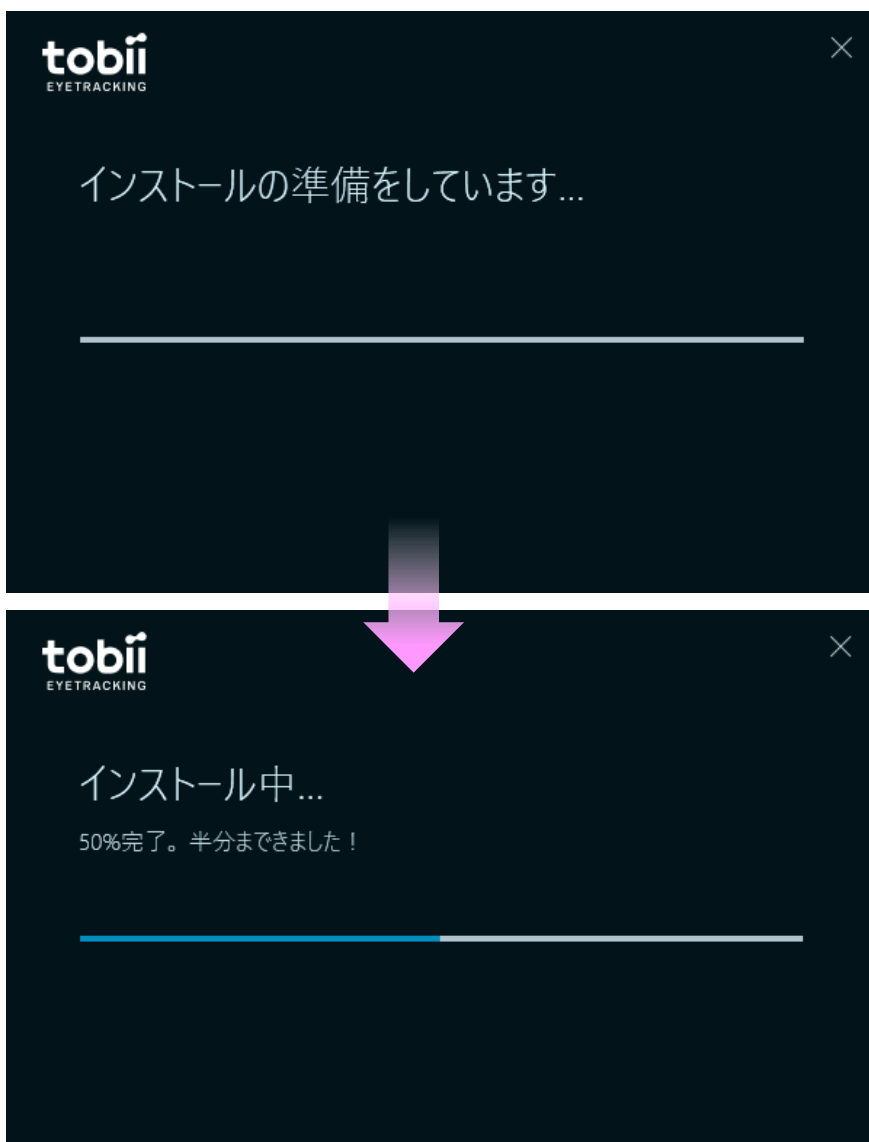 tobii
EYETRACKING
インストールの準備をしています...
tobii
EYETRACKING
インストール中...
50%完了。半分まできました！